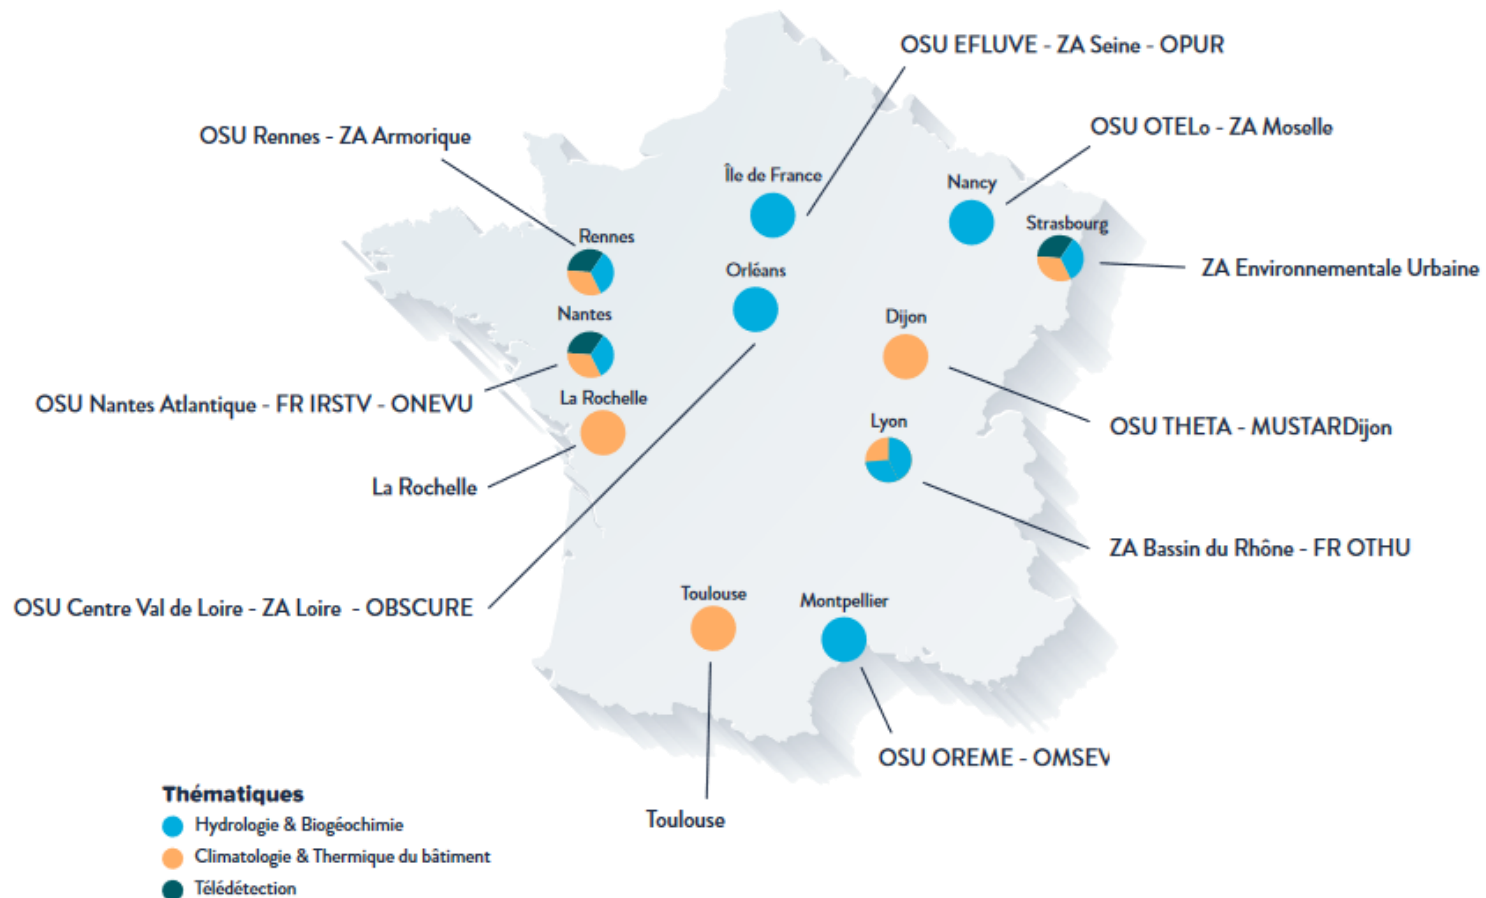 OSU EFLUVE - ZA Seine - OPUR
OSU OTELo - ZA Moselle
OSU Rennes - ZA Armorique
Île de France
Nancy
Strasbourg
Rennes
Orléans
ZA Environnementale Urbaine
Nantes
Dijon
OSU Nantes Atlantique - FR IRSTV - ONEVU
La Rochelle
Lyon
OSU THETA - MUSTARDijon
La Rochelle
ZA Bassin du Rhône - FR OTHU
OSU Centre Val de Loire - ZA Loire - OBSCURE
Toulouse
Montpellier
OSU OREME - OMSEV
Toulouse
Thématiques
Hydrologie & Biogéochimie
Climatologie & Thermique du bâtiment
Télédétection